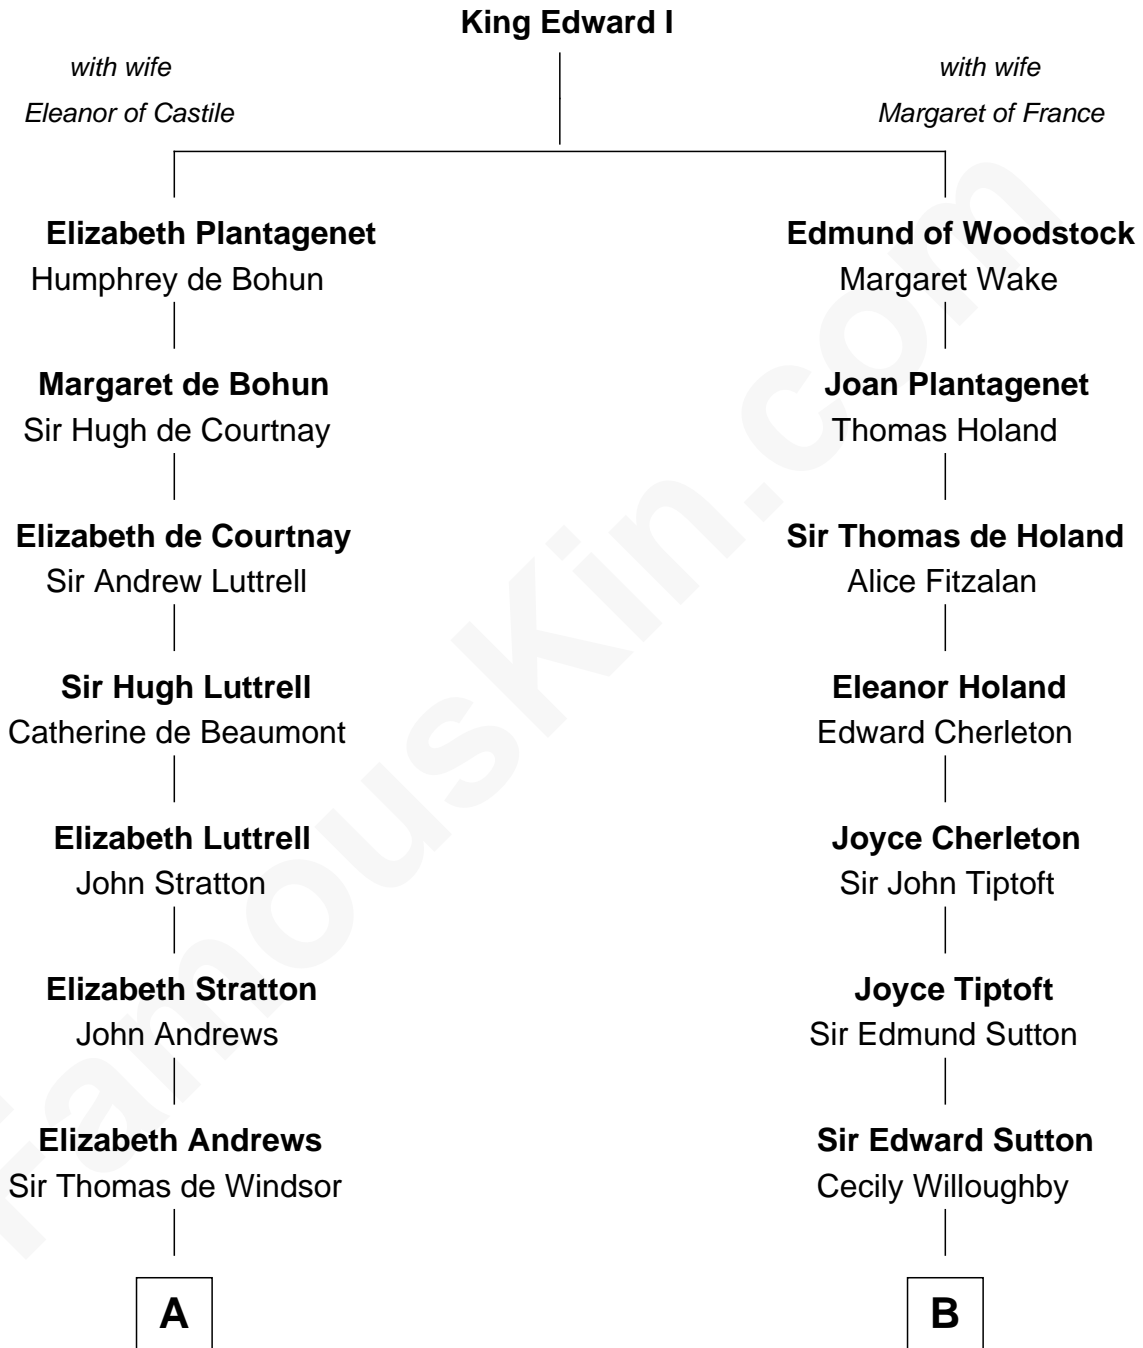 King Edward I
with wife
Eleanor of Castile
with wife
Margaret of France
Elizabeth Plantagenet
Humphrey de Bohun
Edmund of Woodstock
Margaret Wake
Margaret de Bohun
Sir Hugh de Courtnay
Joan Plantagenet
Thomas Holand
Elizabeth de Courtnay
Sir Andrew Luttrell
Sir Thomas de Holand
Alice Fitzalan
Sir Hugh Luttrell
Catherine de Beaumont
Eleanor Holand
Edward Cherleton
Elizabeth Luttrell
John Stratton
Joyce Cherleton
Sir John Tiptoft
Elizabeth Stratton
John Andrews
Joyce Tiptoft
Sir Edmund Sutton
Elizabeth Andrews
Sir Thomas de Windsor
Sir Edward Sutton
Cecily Willoughby
A
B
FamousKin.com